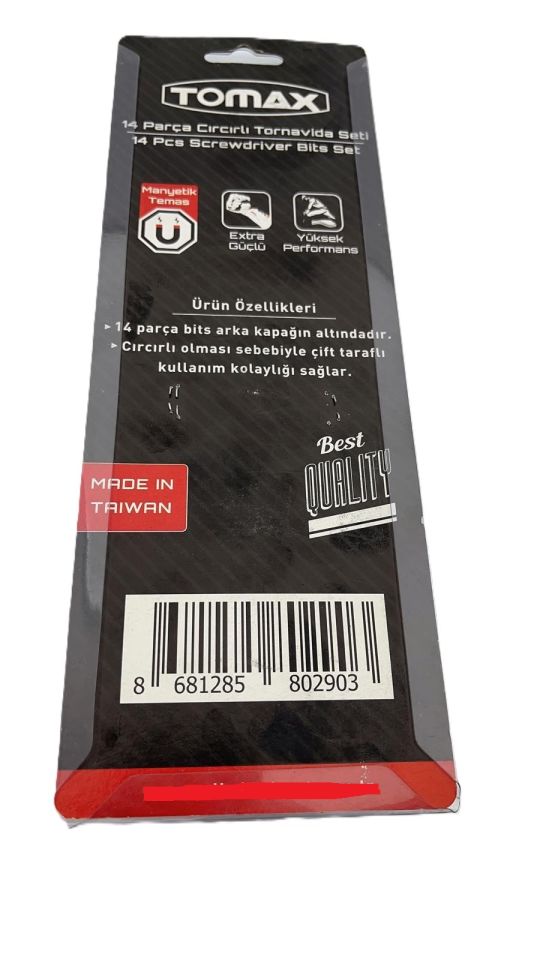 TOMAX
14 Parça Cırcırlı Tornavida Seti
14 Pcs Screwdriver Bits Set
Manyetik
Temas
Extra
Güçlü
Yüksek
Performans
Ürün Özellikleri
14 parça bits arka kapağın altındadır.
Cırcırlı olması sebebiyle çift taraflı
kullanım kolaylığı sağlar.
Best
QUALITY
MADE IN
TAIWAN
8 681285 802903